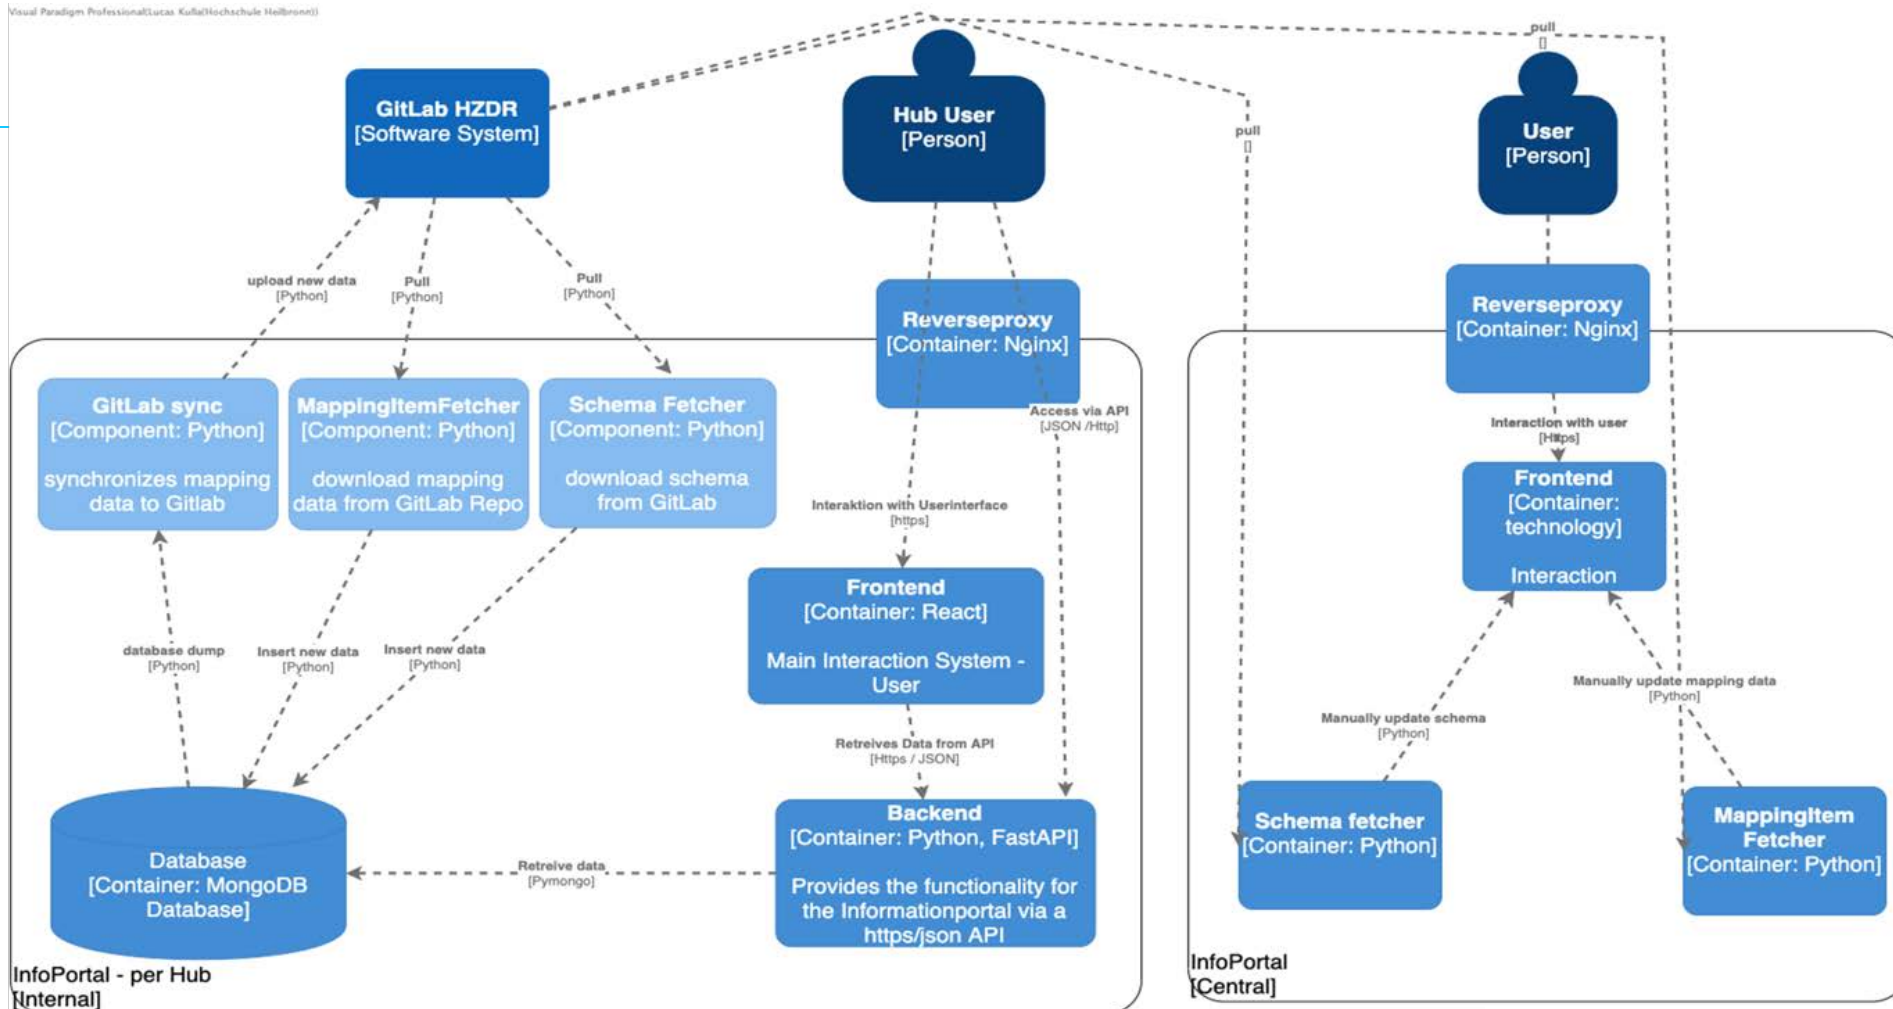 Visual Paradigm Professional(Lucas Kulla(Hochschule Heilbronn))
pull
[]
GitLab HZDR
[Software System]
Hub User
[Person]
pull
[]
User
[Person]
upload new data
[Python]
Pull
[Python]
Pull
[Python]
Reverseproxy
[Container: Nginx]
Reverseproxy
[Container: Nginx]
GitLab sync
[Component: Python]
synchronizes mapping
data to Gitlab
MappingItemFetcher
[Component: Python]
download mapping
data from GitLab Repo
Schema Fetcher
[Component: Python]
download schema
from GitLab
Access via API
[JSON /Http]
Interaction with user
[Https]
Interaktion with Userinterface
[https]
Frontend
[Container:
technology]
Interaction
Frontend
[Container: React]
Main Interaction System -
User
database dump
[Python]
Insert new data
[Python]
Insert new data
[Python]
Manually update mapping data
[Python]
Manually update schema
[Python]
Retreives Data from API
[Https / JSON]
Database
[Container: MongoDB
Database]
Retreive data
[Pymongo]
Backend
[Container: Python, FastAPI]
Provides the functionality for
the Informationportal via a
https/json API
Schema fetcher
[Container: Python]
MappingItem
Fetcher
[Container: Python]
InfoPortal - per Hub
[Internal]
InfoPortal
[Central]